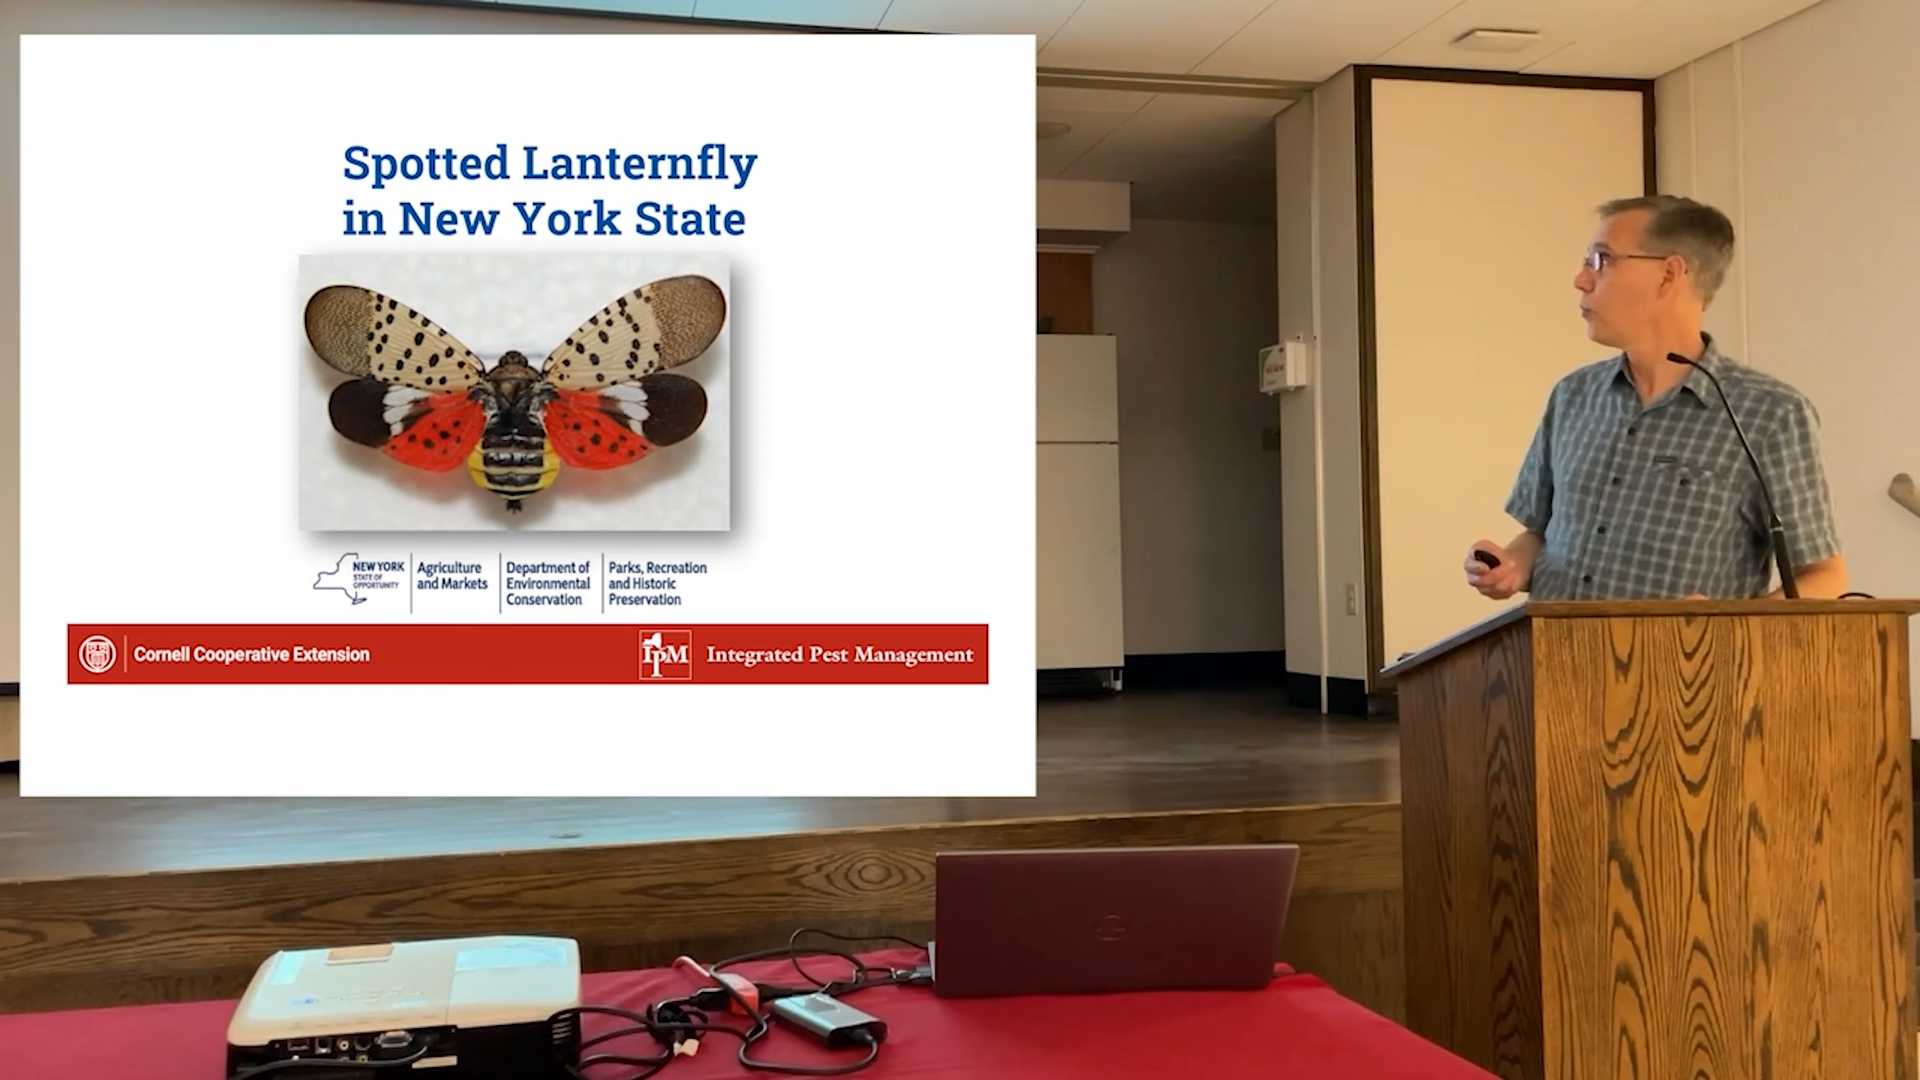 Spotted Lanternfly
in New York State
NEW YORK
STATE OF
OPPORTUNITY
Agriculture
and Markets
Department of
Environmental
Conservation
Parks, Recreation
and Historic
Preservation
Cornell Cooperative Extension
IPM
Integrated Pest Management